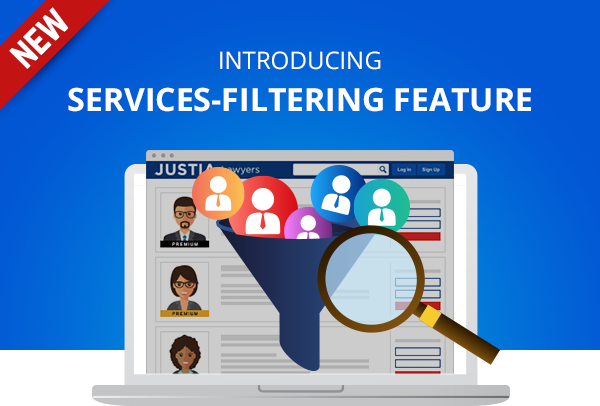 NEW
INTRODUCING
SERVICES-FILTERING FEATURE
JUSTIA Lawyers
Log In Sign Up
PREMIUM
PREMIUM